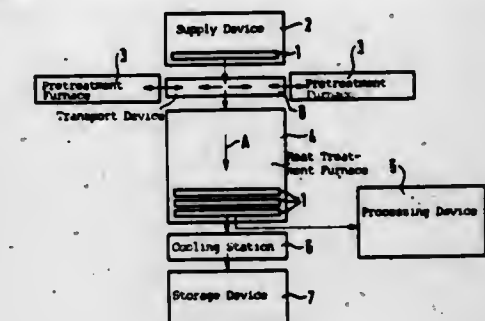 Supply Device
2
1
3
3
Pretreatment
Furnace
Pretreatment
Furnace
Transport Device
8
4
A
Heat Treat-
ment Furnace
5
1
Processing Device
Cooling Station
6
Storage Device
7